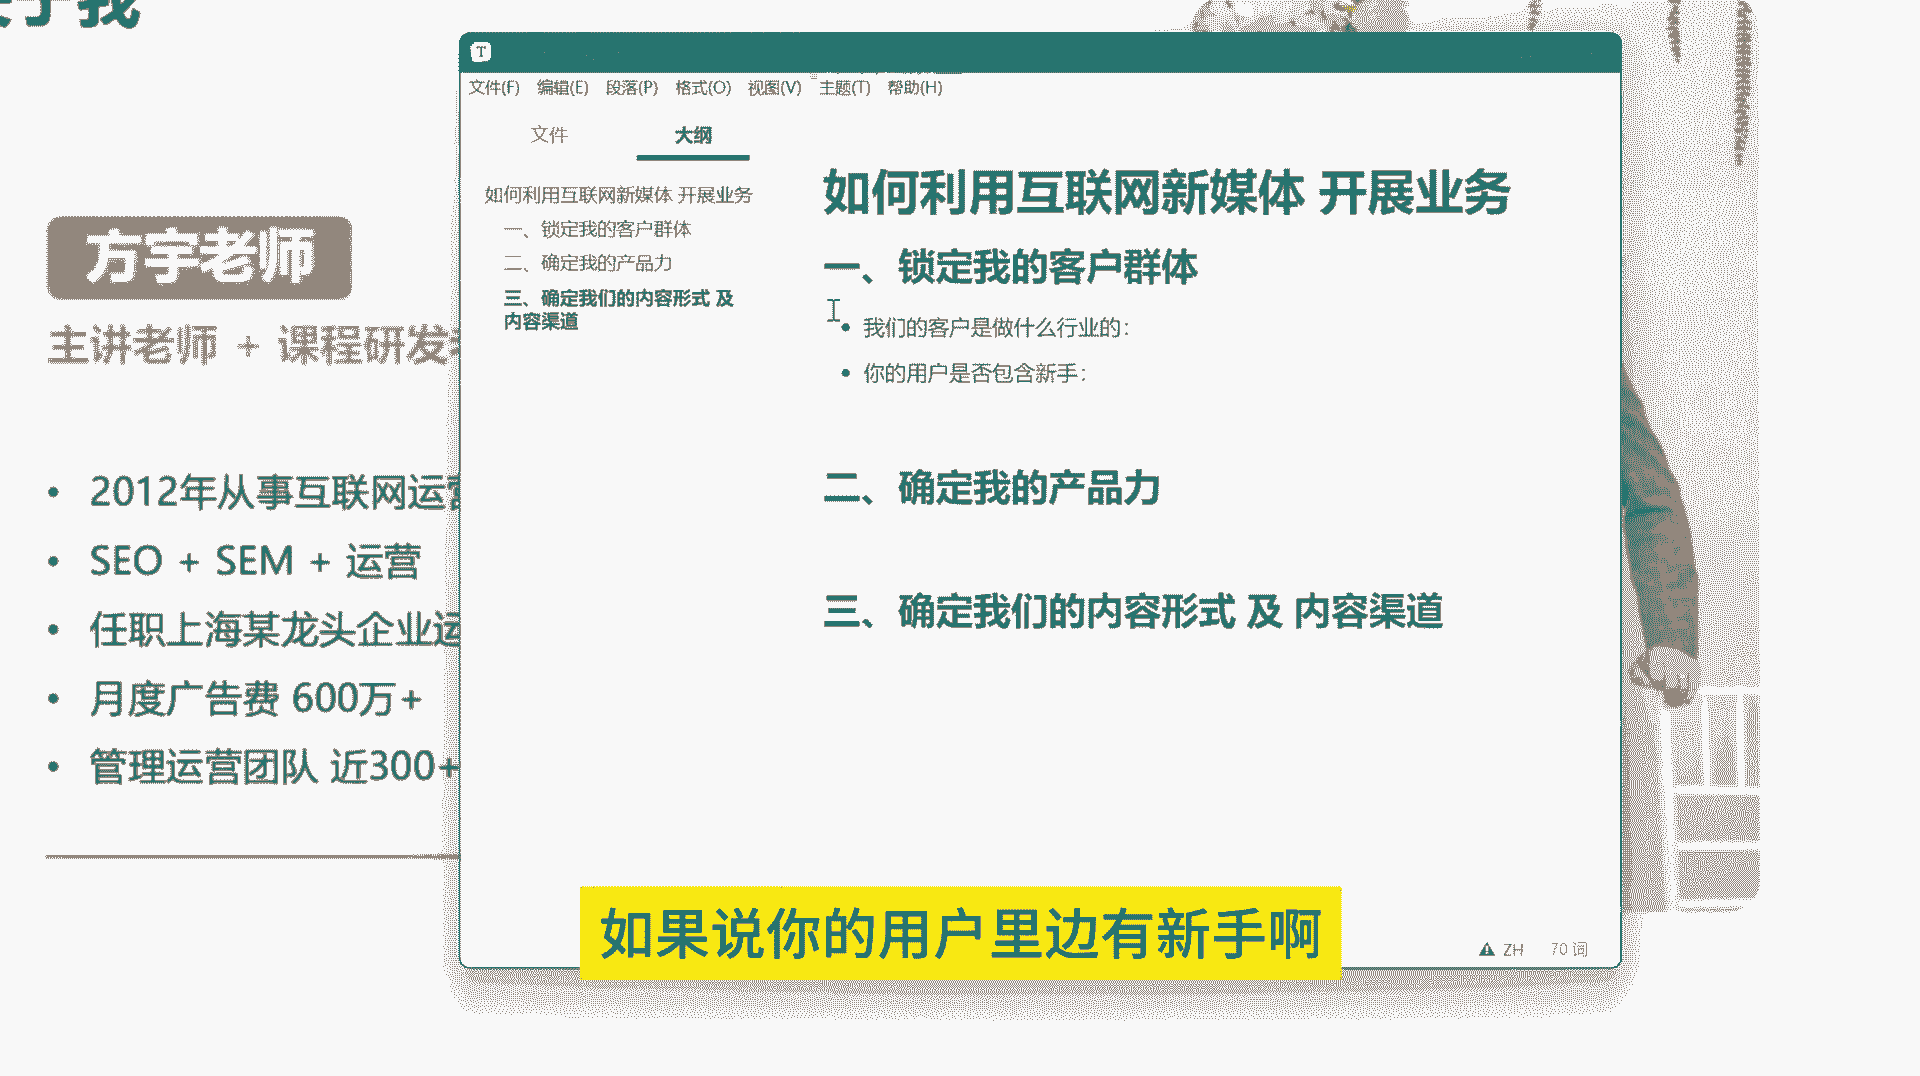 于我
方宇老师
主讲老师 + 课程研发
2012年从事互联网运营
SEO + SEM + 运营
任职上海某龙头企业运
月度广告费 600万+
管理运营团队 近300+
T
文件(F) 编辑(E) 段落(P) 格式(O) 视图(V) 主题(T) 帮助(H)
文件 大纲
如何利用互联网新媒体 开展业务
一、锁定我的客户群体
二、确定我的产品力
三、确定我们的内容形式 及
内容渠道
如何利用互联网新媒体 开展业务
一、锁定我的客户群体
我们的客户是做什么行业的：
你的用户是否包含新手：
二、确定我的产品力
三、确定我们的内容形式 及 内容渠道
ZH 70 词
如果说你的用户里边有新手啊